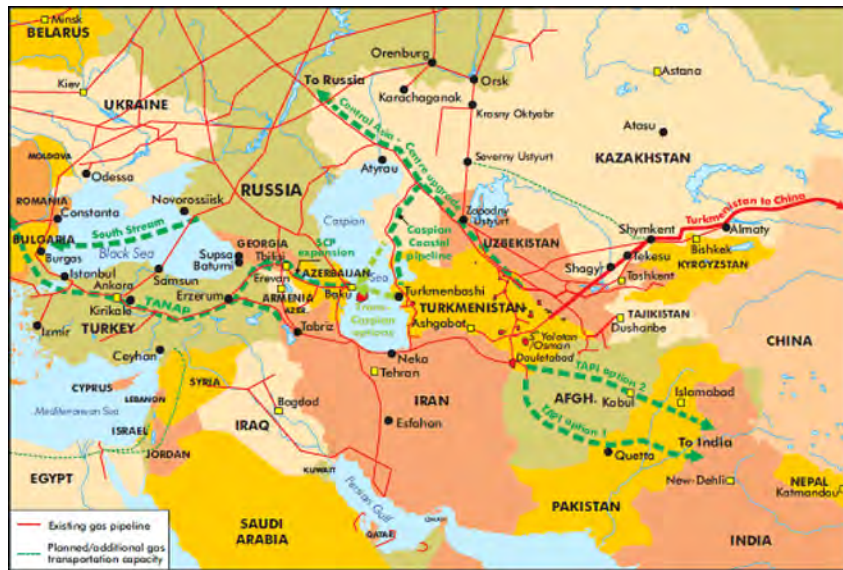 Minsk
BELARUS
Kiev
UKRAINE
MOLDOVA
Odessa
ROMANIA
Constanta
BULGARIA
Burgas
South Stream
Black Sea
Novorossiisk
RUSSIA
Orenburg
To Russia
Karachaganak
Orsk
Krasny Oktyabr
Astana
Atasu
KAZAKHSTAN
Central Asia - Centre upgrade
Severny Ustyurt
Atyrau
Caspian
Sea
Zapadny
Ustyurt
Caspian
Coastal
pipeline
UZBEKISTAN
Turkmenistan to China
Shymkent
Almaty
Bishkek
KYRGYZSTAN
Tekesu
Shagyr
Tashkent
Istanbul
Ankara
Kirikale
TANAP
Samsun
Supsa
Batumi
GEORGIA
Tbilisi
SCP
expansion
AZERBAIJAN
Baku
Yerevan
ARMENIA
AZER.
Erzerum
TURKEY
Izmir
Ceyhan
Tabriz
Trans-
Caspian
options
Turkmenbashi
TURKMENISTAN
Ashgabat
S. Yolotan
/Osman
Dauletabad
TAJIKISTAN
Dushanbe
CHINA
Neka
Tehran
IRAN
Esfahan
CYPRUS
Mediterranean Sea
LEBANON
SYRIA
ISRAEL
JORDAN
EGYPT
Bagdad
IRAQ
KUWAIT
Persian Gulf
QATAR
SAUDI
ARABIA
AFGH.
Kabul
TAPI option 2
TAPI option 1
Islamabad
To India
Quetta
PAKISTAN
New-Dehli
NEPAL
Katmandou
INDIA
Existing gas pipeline
Planned/additional gas
transportation capacity